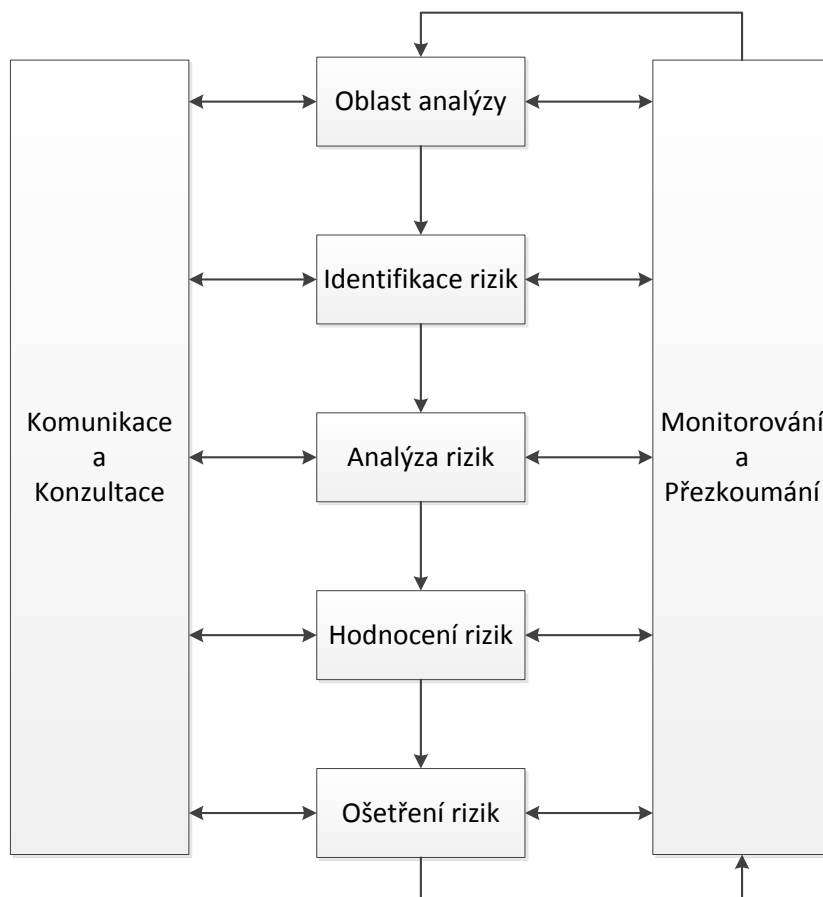 Oblast analýzy
Identifikace rizik
Komunikace
a
Konzultace
Analýza rizik
Monitorování
a
Přezkoumání
Hodnocení rizik
Ošetření rizik